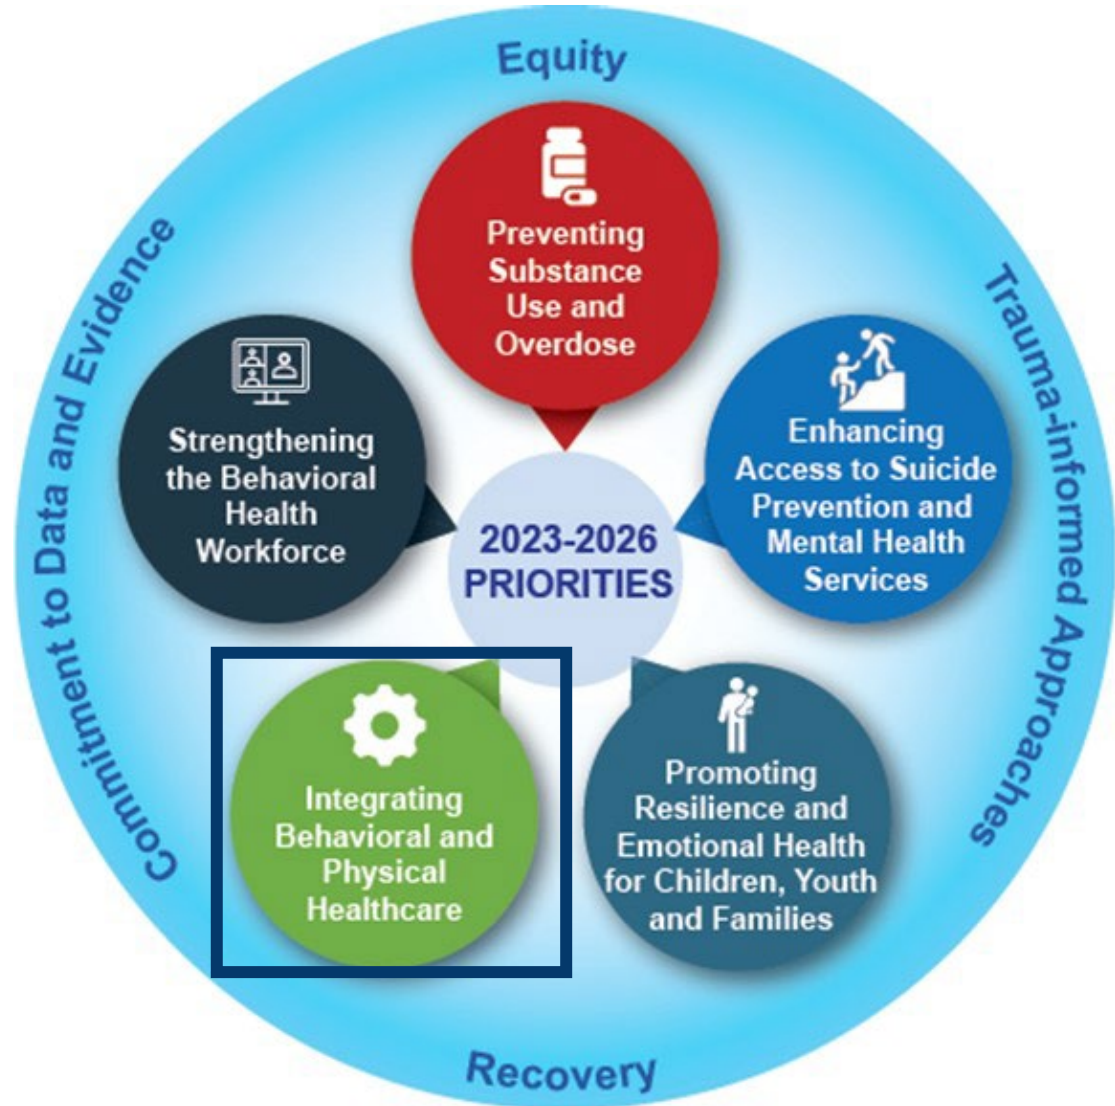 Equity
Preventing
Substance
Use and
Overdose
Strengthening
the Behavioral
Health
Workforce
Enhancing
Access to Suicide
Prevention and
Mental Health
Services
2023-2026
PRIORITIES
Integrating
Behavioral and
Physical
Healthcare
Promoting
Resilience and
Emotional Health
for Children, Youth
and Families
Commitment to Data and Evidence
Trauma-informed Approaches
Recovery